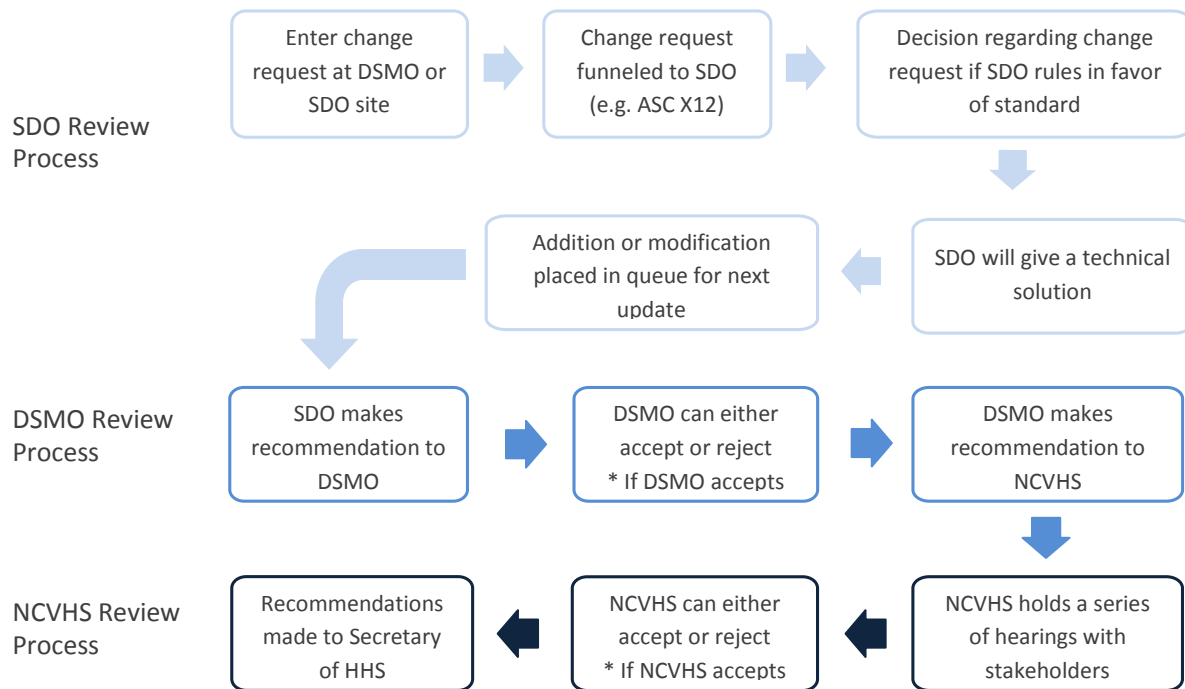 Enter change
request at DSMO or
SDO site
Change request
funneled to SDO
(e.g. ASC X12)
Decision regarding change
request if SDO rules in favor
of standard
SDO Review
Process
Addition or modification
placed in queue for next
update
SDO will give a technical
solution
DSMO Review
Process
SDO makes
recommendation to
DSMO
DSMO can either
accept or reject
* If DSMO accepts
DSMO makes
recommendation to
NCVHS
NCVHS Review
Process
Recommendations
made to Secretary
of HHS
NCVHS can either
accept or reject
* If NCVHS accepts
NCVHS holds a series
of hearings with
stakeholders